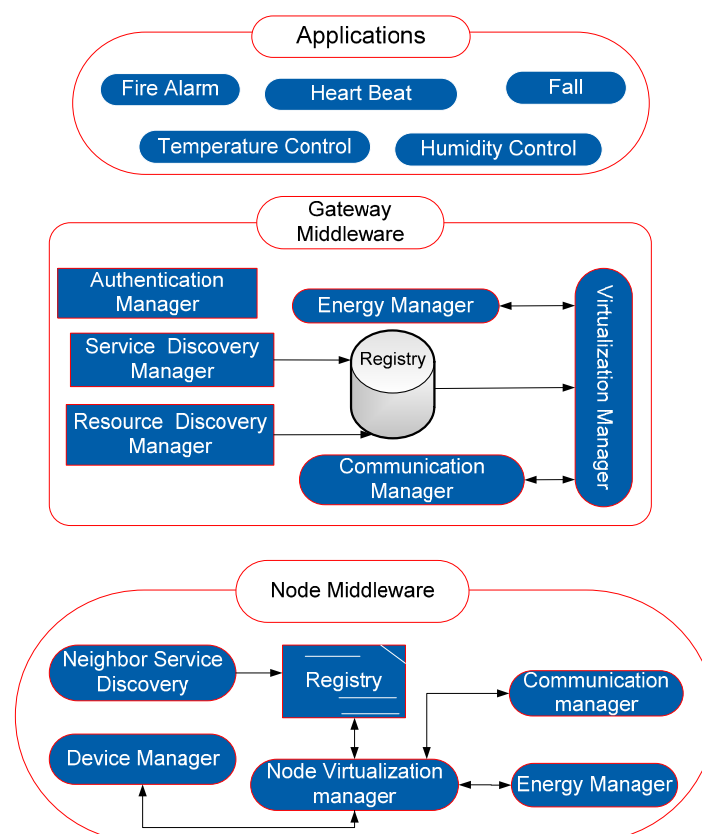 Applications
Fire Alarm
Heart Beat
Fall
Temperature Control
Humidity Control
Gateway
Middleware
Authentication
Manager
Energy Manager
Service Discovery
Manager
Registry
Resource Discovery
Manager
Communication
Manager
Virtualization Manager
Node Middleware
Neighbor Service
Discovery
Registry
Communication
manager
Device Manager
Node Virtualization
manager
Energy Manager